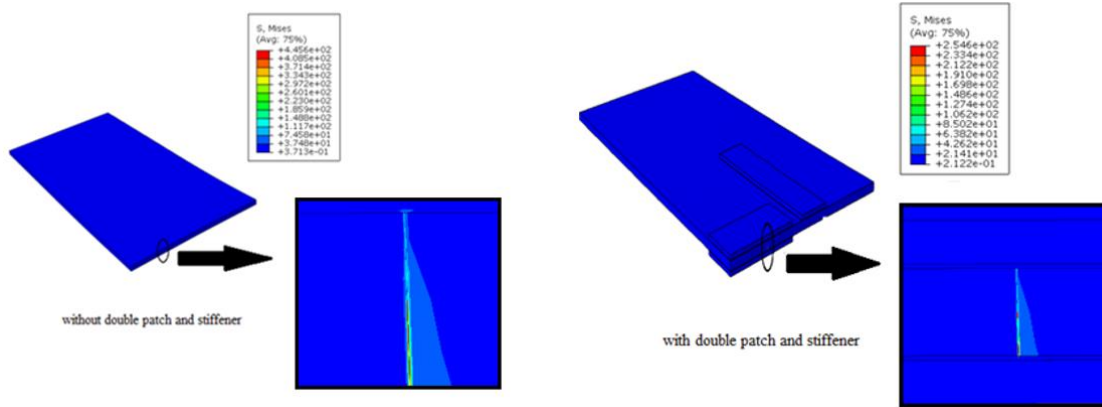 S, Mises
(Avg: 75%)
+4.456e+02
+4.085e+02
+3.714e+02
+3.343e+02
+2.972e+02
+2.601e+02
+2.230e+02
+1.859e+02
+1.488e+02
+1.117e+02
+7.458e+01
+3.748e+01
+3.713e-01
without double patch and stiffener
S, Mises
(Avg: 75%)
+2.546e+02
+2.334e+02
+2.122e+02
+1.910e+02
+1.698e+02
+1.486e+02
+1.274e+02
+1.062e+02
+8.502e+01
+6.382e+01
+4.262e+01
+2.141e+01
+2.122e-01
with double patch and stiffener